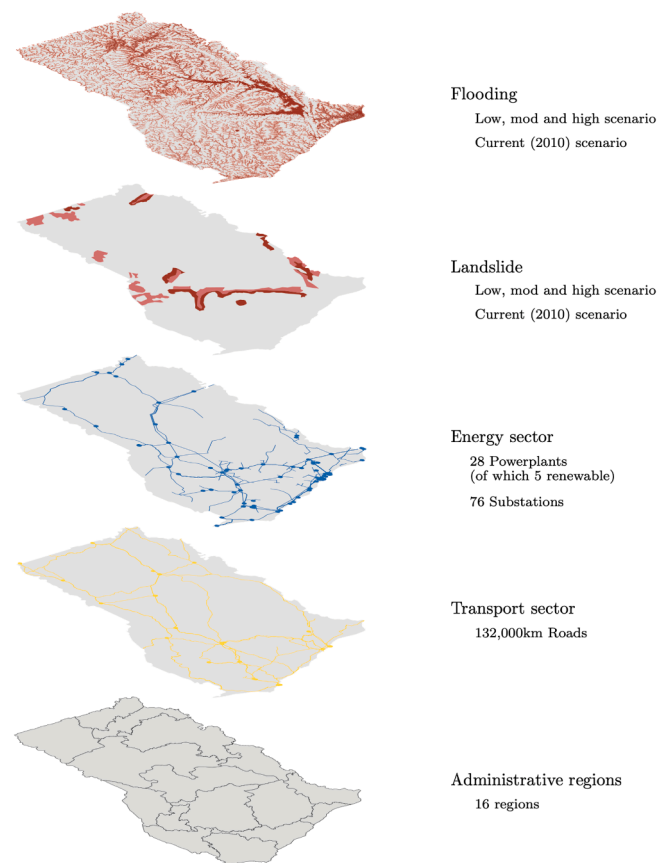 Flooding
Low, mod and high scenario
Current (2010) scenario
Landslide
Low, mod and high scenario
Current (2010) scenario
Energy sector
28 Powerplants
(of which 5 renewable)
76 Substations
Transport sector
132,000km Roads
Administrative regions
16 regions